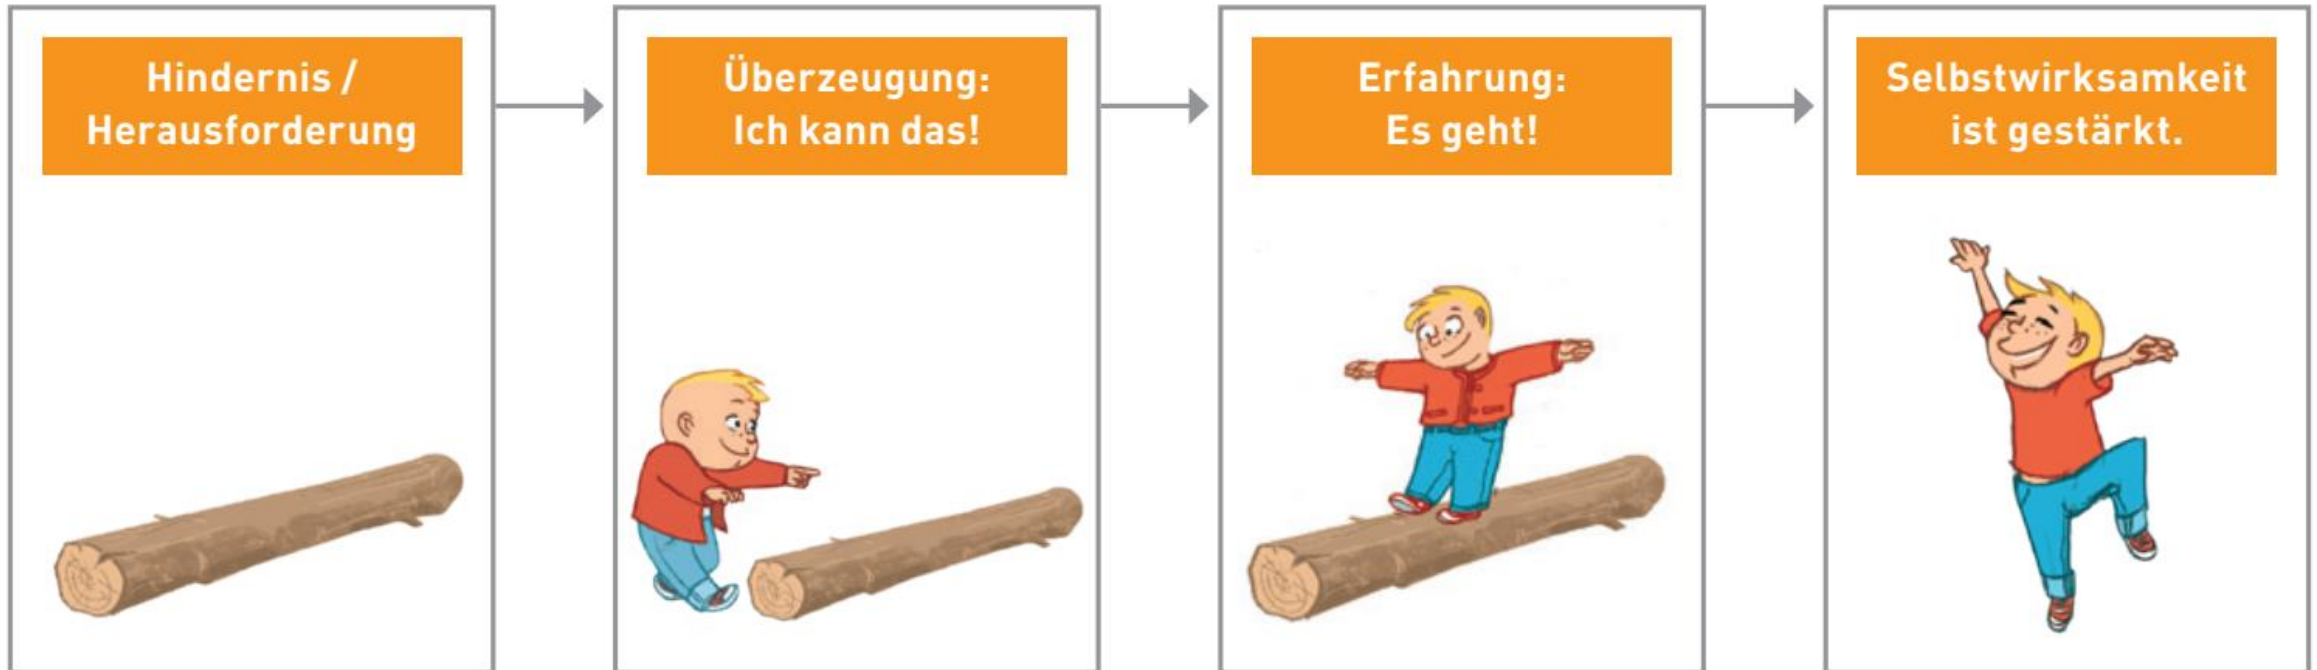 Hindernis /
Herausforderung
Überzeugung:
Ich kann das!
Erfahrung:
Es geht!
Selbstwirksamkeit
ist gestärkt.